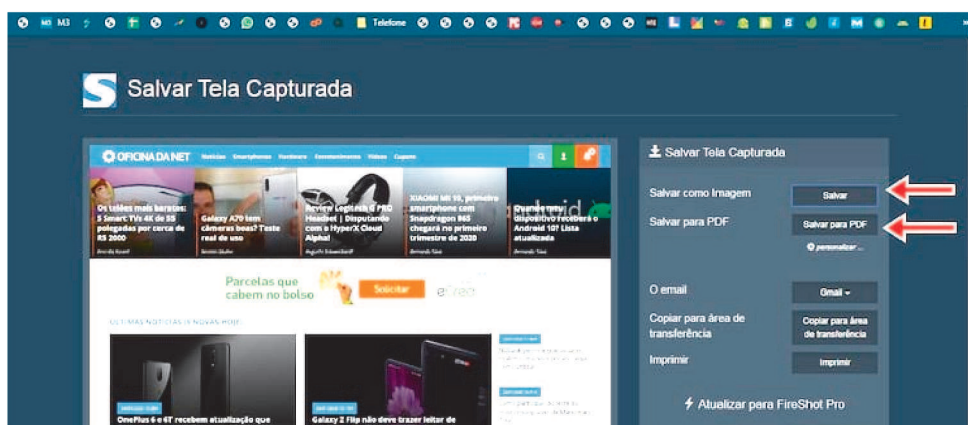 M3
Telefone
Salvar Tela Capturada
OFICINA DA NET Notícias Smartphones Hardware Entretenimento Vídeos Cupons
Os telões mais baratos:
5 Smart TVs 4K de 55
polegadas por cerca de
R$ 2000
Galaxy A70 tem
câmeras boas? Teste
real de uso
Review Logitech G PRO
Headset | Disputando
com o HyperX Cloud
Alpha!
XIAOMI MI 10, primeiro
smartphone com
Snapdragon 865
chegará no primeiro
trimestre de 2020
Quando meu
dispositivo receberá o
Android 10? Lista
atualizada
Parcelas que
cabem no bolso
Solicitar
ÚLTIMAS NOTÍCIAS
OnePlus 6 e 6T recebem atualização que
Galaxy Z Flip não deve trazer leitor de
Salvar Tela Capturada
Salvar como Imagem
Salvar
Salvar para PDF
Salvar para PDF
personalizar ...
O email
Gmail
Copiar para área de
transferência
Copiar para área
de transferência
Imprimir
Imprimir
Atualizar para FireShot Pro